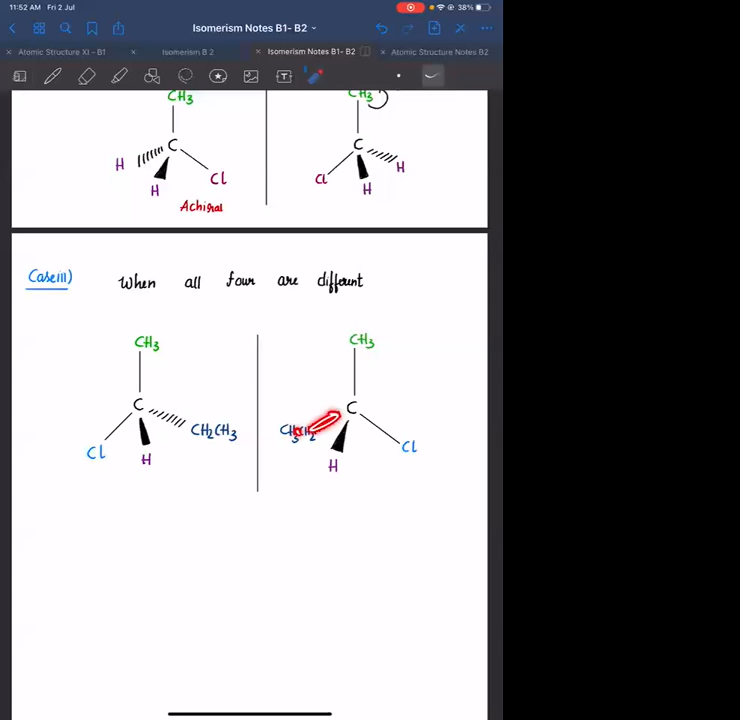 11:52 AM Fri 2 Jul
38%
Isomerism Notes B1- B2
Atomic Structure XI - B1
Isomerism B 2
Isomerism Notes B1- B2
Atomic Structure Notes B2
CH3 CH3
C C
H H Cl Cl H H
Achiral
Case iii) When all four are different
CH3 CH3
C C
Cl H CH2CH3 CH3CH2 H Cl